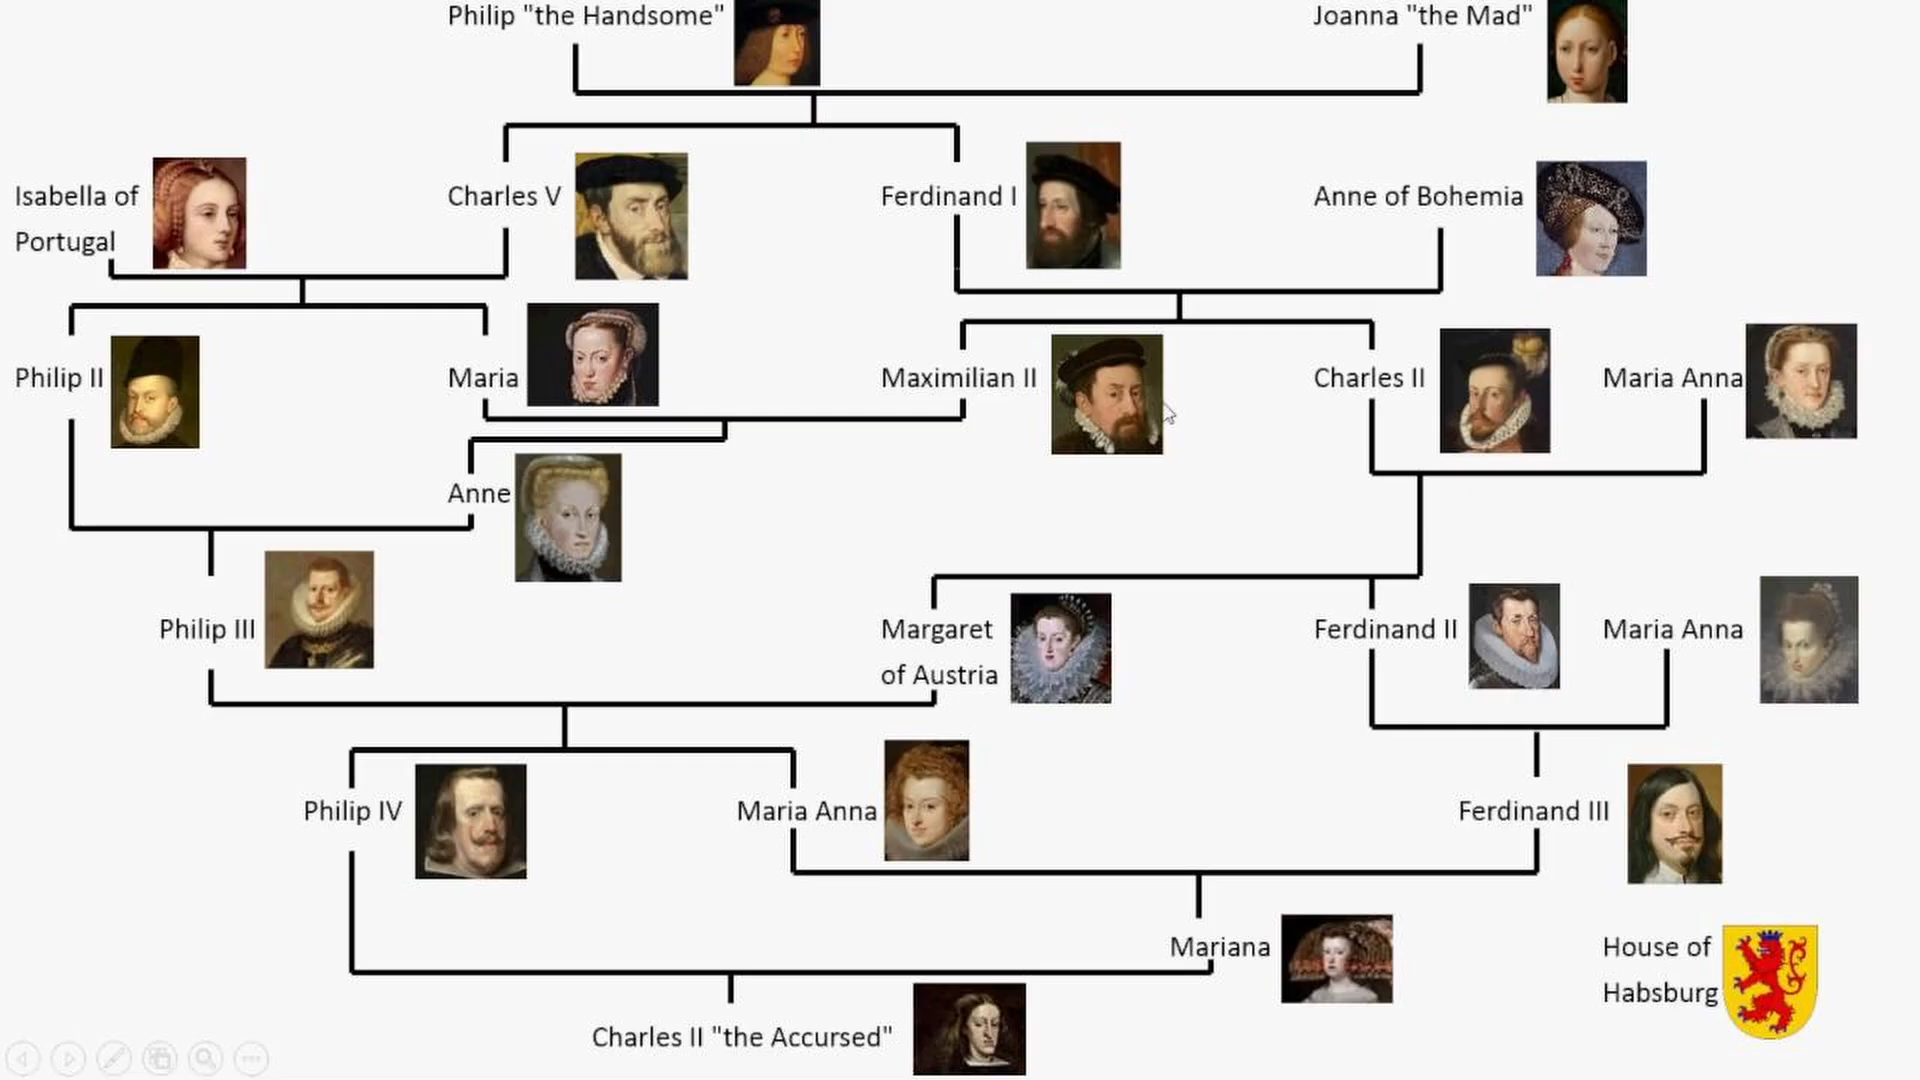 Philip "the Handsome"
Joanna "the Mad"
Isabella of
Portugal
Charles V
Ferdinand I
Anne of Bohemia
Philip II
Maria
Maximilian II
Charles II
Maria Anna
Anne
Philip III
Margaret
of Austria
Ferdinand II
Maria Anna
Philip IV
Maria Anna
Ferdinand III
Mariana
House of
Habsburg
Charles II "the Accursed"